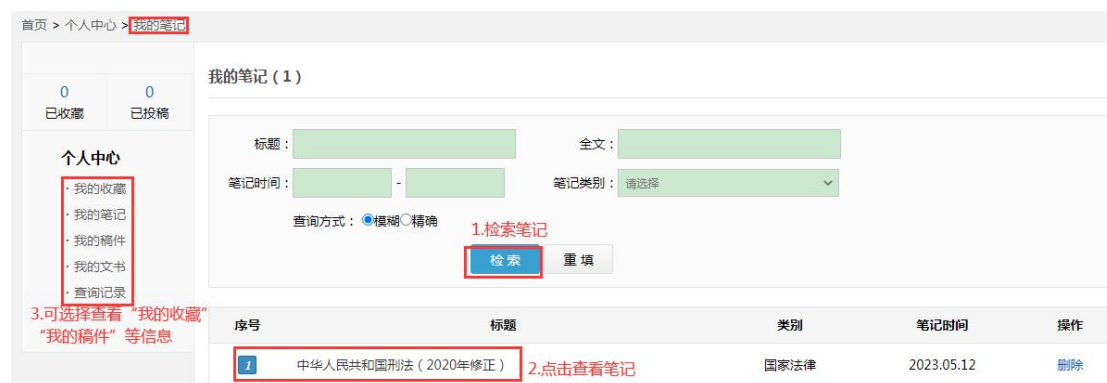 首页 > 个人中心 > 我的笔记
0 0
已收藏 已投稿
个人中心
· 我的收藏
· 我的笔记
· 我的稿件
· 我的文书
· 查询记录
3.可选择查看“我的收藏”
“我的稿件”等信息
我的笔记 ( 1 )
标题： 全文：
笔记时间： - 笔记类别： 请选择
查询方式： 模糊 精确
1.检索笔记
检 索 重 填
序号 标题 类别 笔记时间 操作
1 中华人民共和国刑法（2020年修正） 国家法律 2023.05.12 删除
2.点击查看笔记